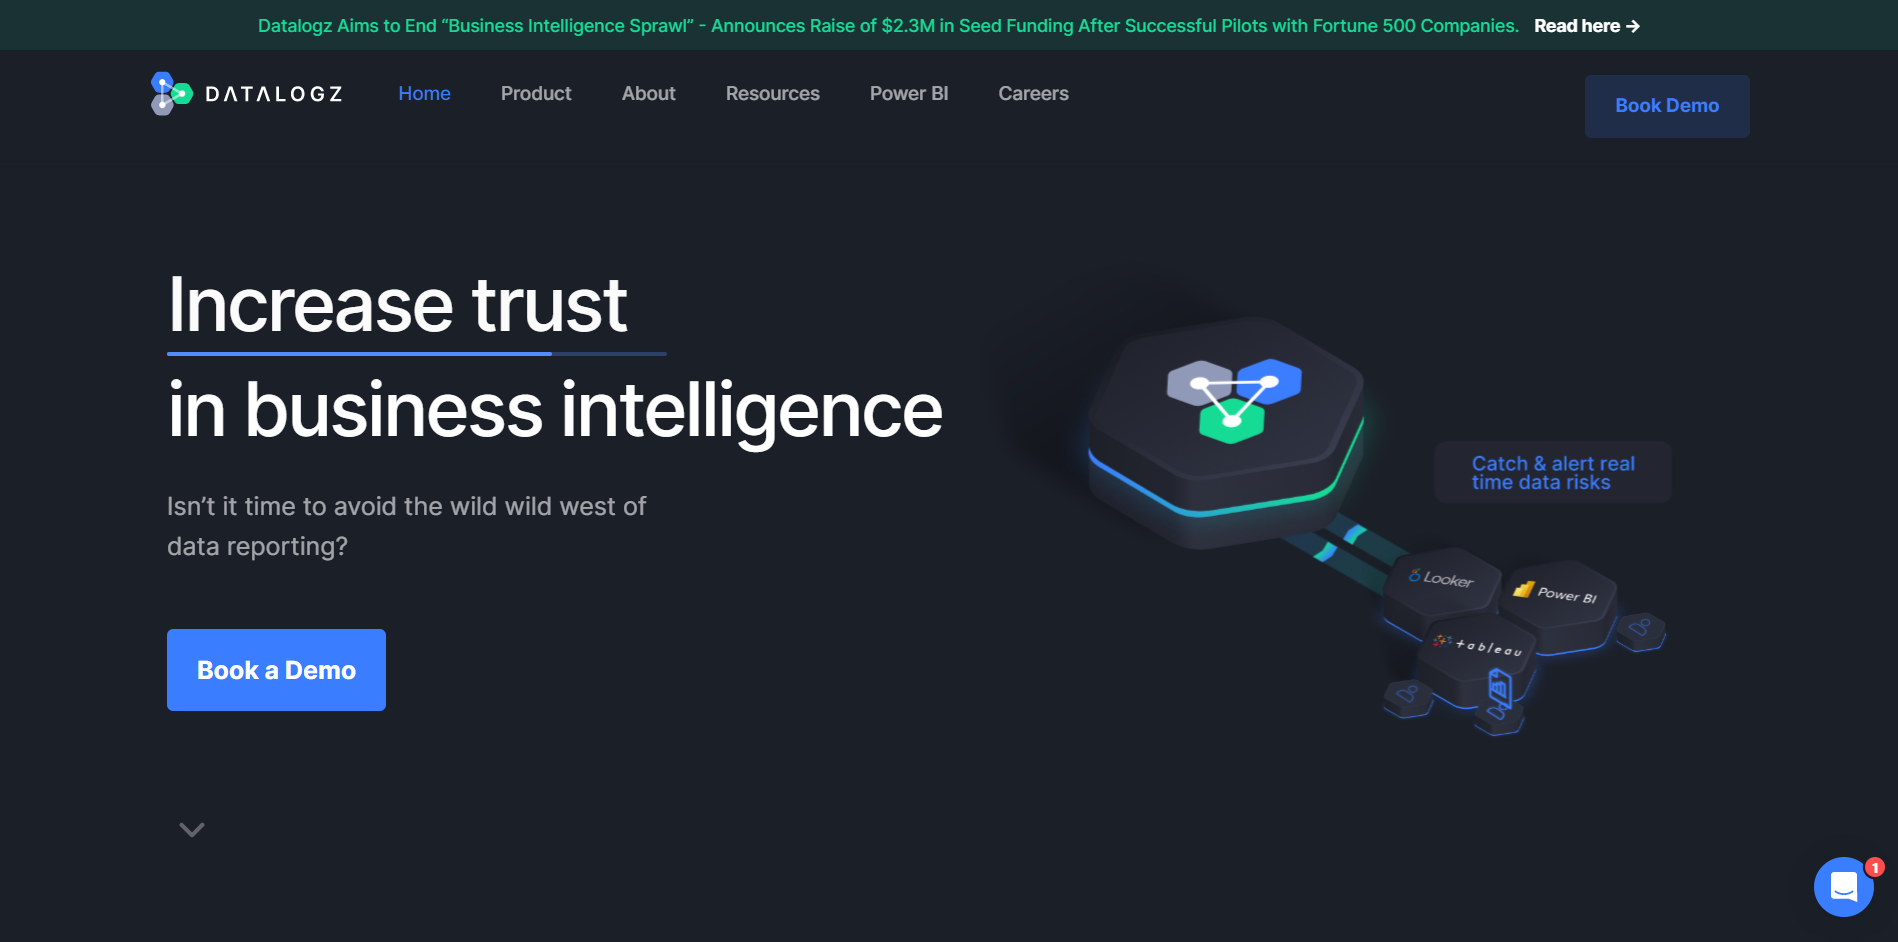 Datalogz Aims to End “Business Intelligence Sprawl” - Announces Raise of $2.3M in Seed Funding After Successful Pilots with Fortune 500 Companies. Read here →
DATALOGZ Home Product About Resources Power BI Careers Book Demo
Increase trust
in business intelligence
Isn’t it time to avoid the wild wild west of
data reporting?
Book a Demo
Catch & alert real
time data risks
Looker
Power BI
+ableau
1